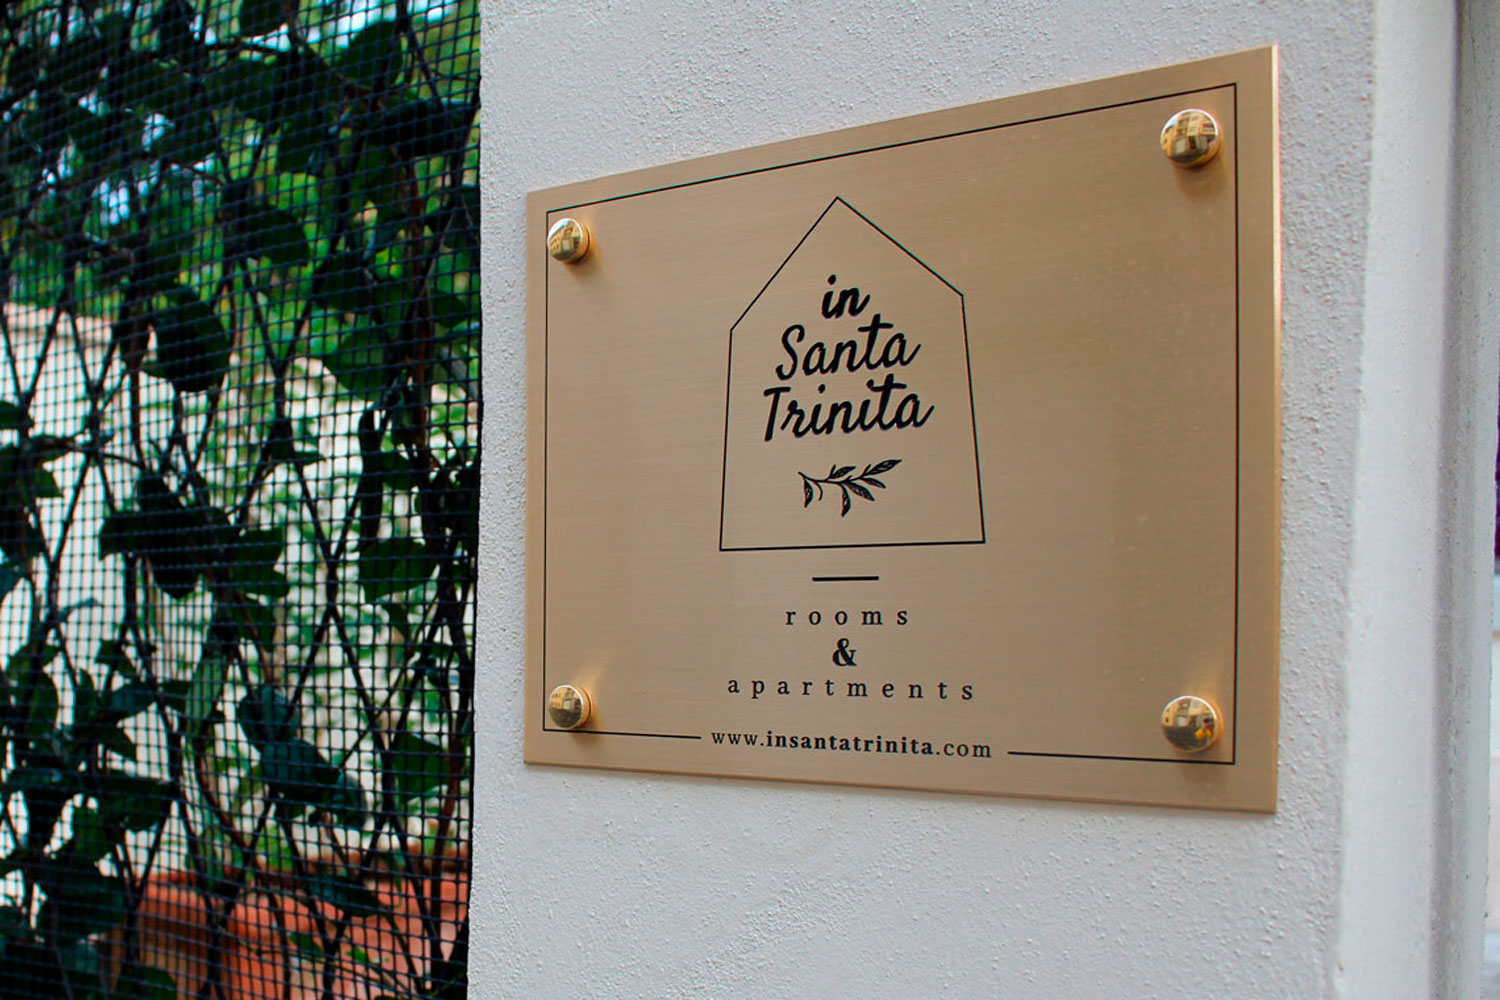 in
Santa
Trinita
rooms
&
apartments
www.insantatrinita.com